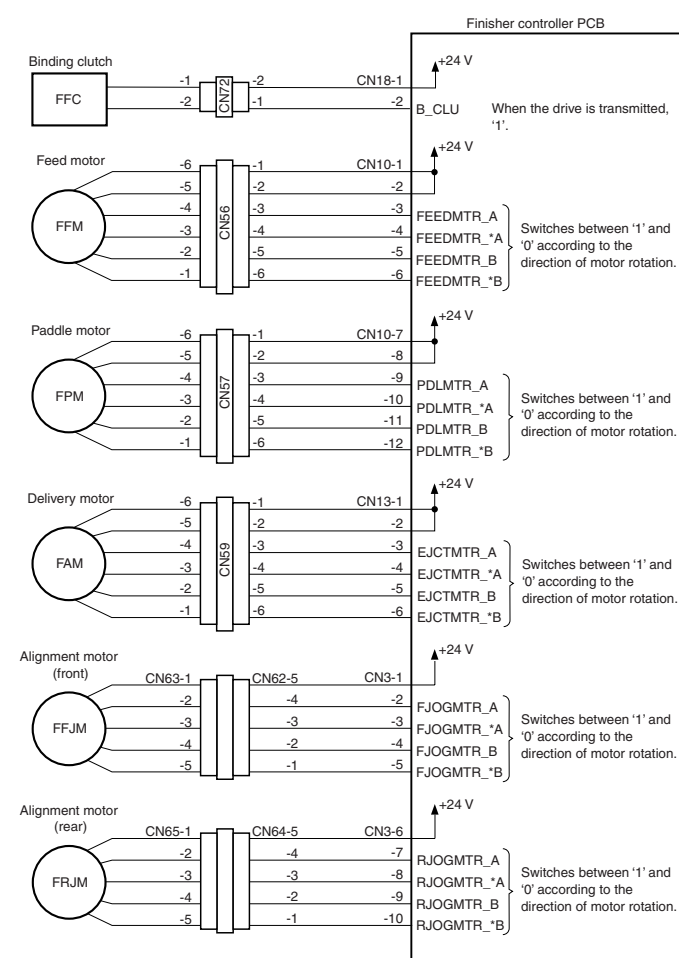 Finisher controller PCB
Binding clutch
FFC
-1 -2 CN18-1 +24 V
CN72
-2 -1 -2 B_CLU
When the drive is transmitted,
‘1’.
Feed motor
FFM
+24 V
CN56
-6 -1 CN10-1
-5 -2 -2
-4 -3 -3 FEEDMTR_A
-3 -4 -4 FEEDMTR_*A
-2 -5 -5 FEEDMTR_B
-1 -6 -6 FEEDMTR_*B
Switches between ‘1’ and
‘0’ according to the
direction of motor rotation.
Paddle motor
FPM
+24 V
CN57
-6 -1 CN10-7
-5 -2 -8
-4 -3 -9 PDLMTR_A
-3 -4 -10 PDLMTR_*A
-2 -5 -11 PDLMTR_B
-1 -6 -12 PDLMTR_*B
Switches between ‘1’ and
‘0’ according to the
direction of motor rotation.
Delivery motor
FAM
+24 V
CN59
-6 -1 CN13-1
-5 -2 -2
-4 -3 -3 EJCTMTR_A
-3 -4 -4 EJCTMTR_*A
-2 -5 -5 EJCTMTR_B
-1 -6 -6 EJCTMTR_*B
Switches between ‘1’ and
‘0’ according to the
direction of motor rotation.
Alignment motor
(front)
FFJM
+24 V
CN63-1 CN62-5 CN3-1
-2 -4 -2 FJOGMTR_A
-3 -3 -3 FJOGMTR_*A
-4 -2 -4 FJOGMTR_B
-5 -1 -5 FJOGMTR_*B
Switches between ‘1’ and
‘0’ according to the
direction of motor rotation.
Alignment motor
(rear)
FRJM
+24 V
CN65-1 CN64-5 CN3-6
-2 -4 -7 RJOGMTR_A
-3 -3 -8 RJOGMTR_*A
-4 -2 -9 RJOGMTR_B
-5 -1 -10 RJOGMTR_*B
Switches between ‘1’ and
‘0’ according to the
direction of motor rotation.